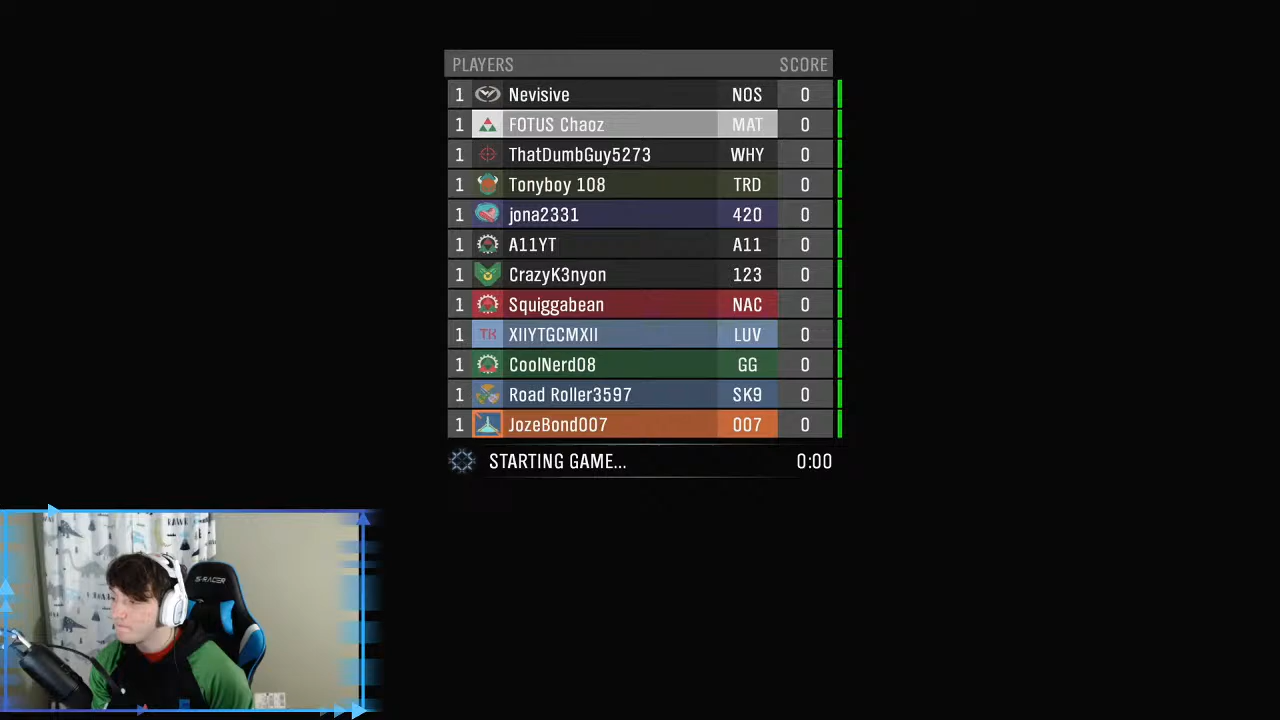 PLAYERS SCORE
1 Nevisive NOS 0
1 FOTUS Chaoz MAT 0
1 ThatDumbGuy5273 WHY 0
1 Tonyboy 108 TRD 0
1 jona2331 420 0
1 A11YT A11 0
1 CrazyK3nyon 123 0
1 Squiggabean NAC 0
1 TK XIIYTGCMXII LUV 0
1 CoolNerd08 GG 0
1 Road Roller3597 SK9 0
1 JozeBond007 007 0
STARTING GAME... 0:00
S-RACER